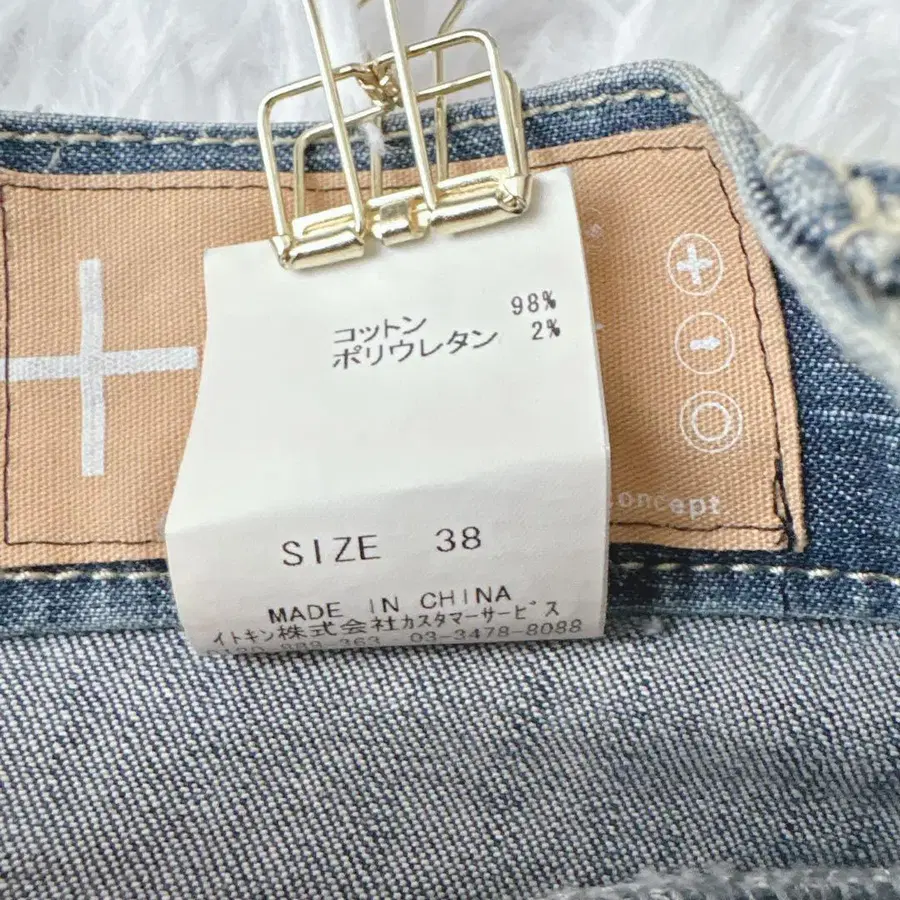 コットン 98%
ポリウレタン 2%
SIZE 38
MADE IN CHINA
イトキン株式会社カスタマーサービス
03-3478-8088